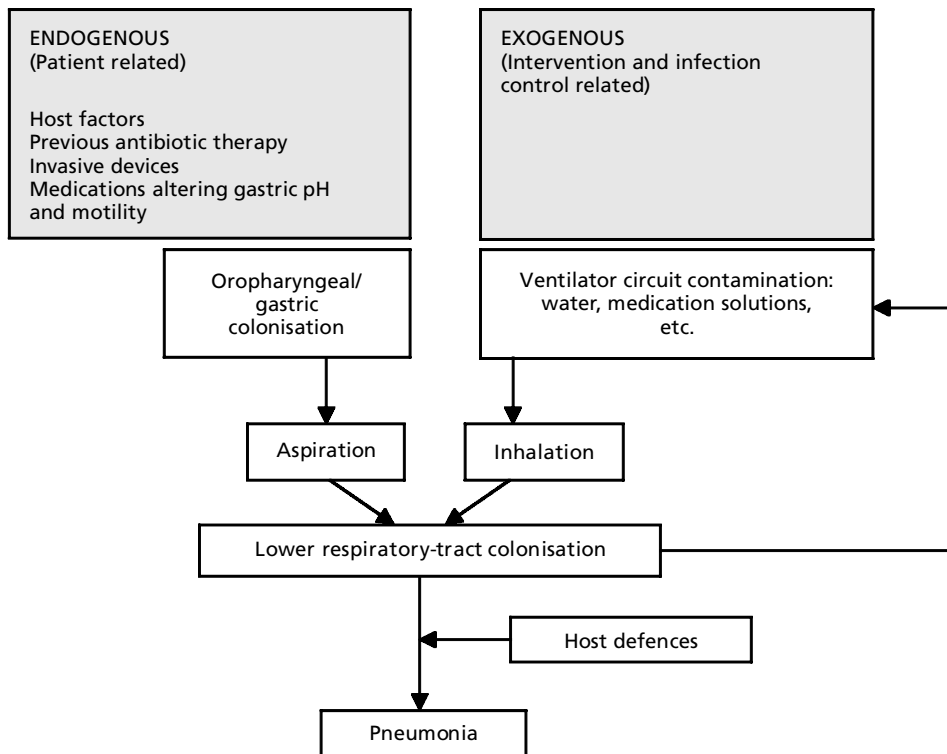 ENDOGENOUS
(Patient related)
Host factors
Previous antibiotic therapy
Invasive devices
Medications altering gastric pH
and motility
EXOGENOUS
(Intervention and infection
control related)
Oropharyngeal/
gastric
colonisation
Ventilator circuit contamination:
water, medication solutions,
etc.
Aspiration
Inhalation
Lower respiratory-tract colonisation
Host defences
Pneumonia